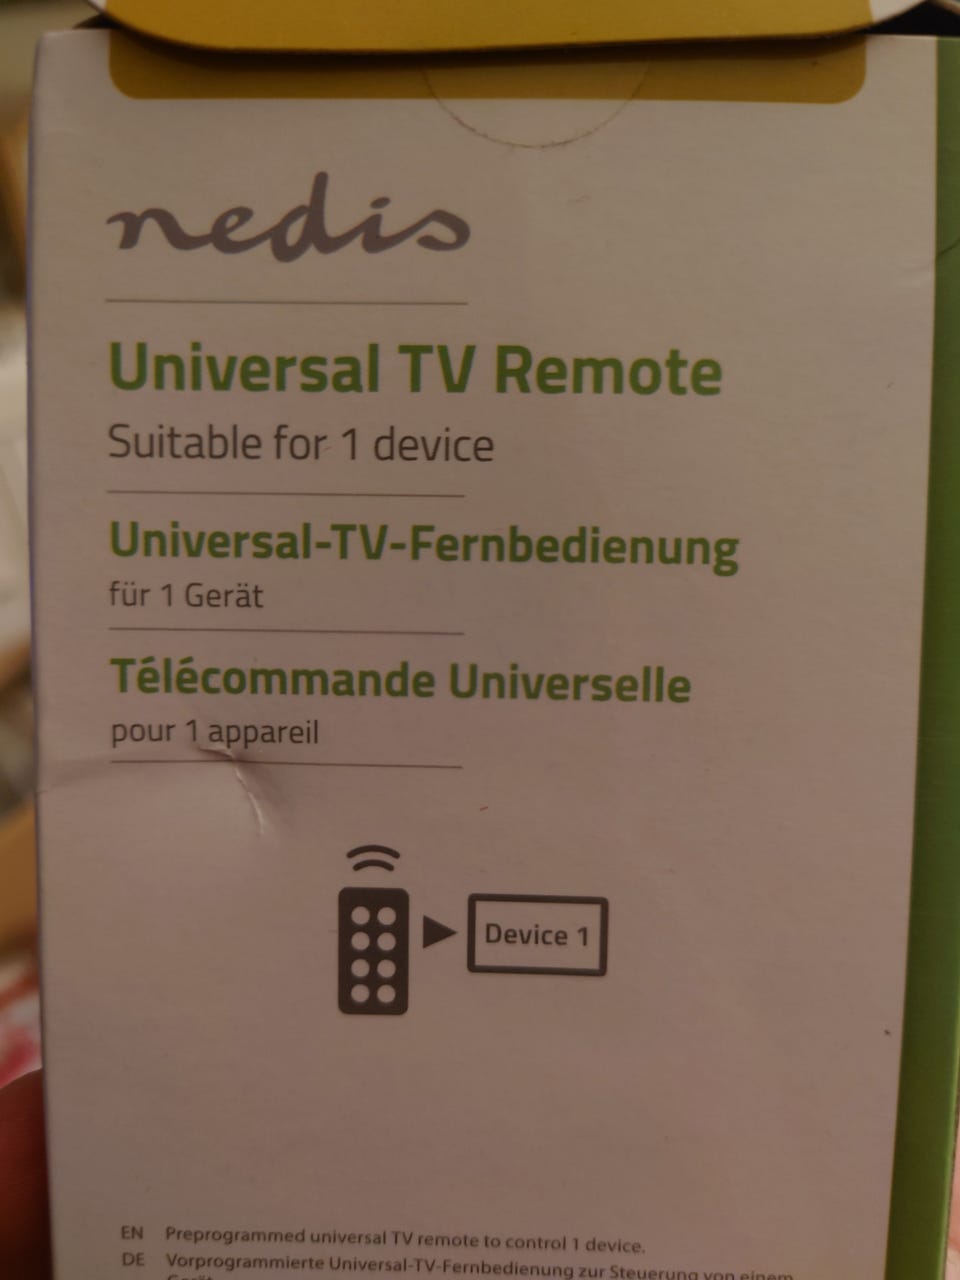 nedis
Universal TV Remote
Suitable for 1 device
Universal-TV-Fernbedienung
für 1 Gerät
Télécommande Universelle
pour 1 appareil
Device 1
EN Preprogrammed universal TV remote to control 1 device.
DE Vorprogrammierte Universal-TV-Fernbedienung zur Steuerung von einem
Gerät